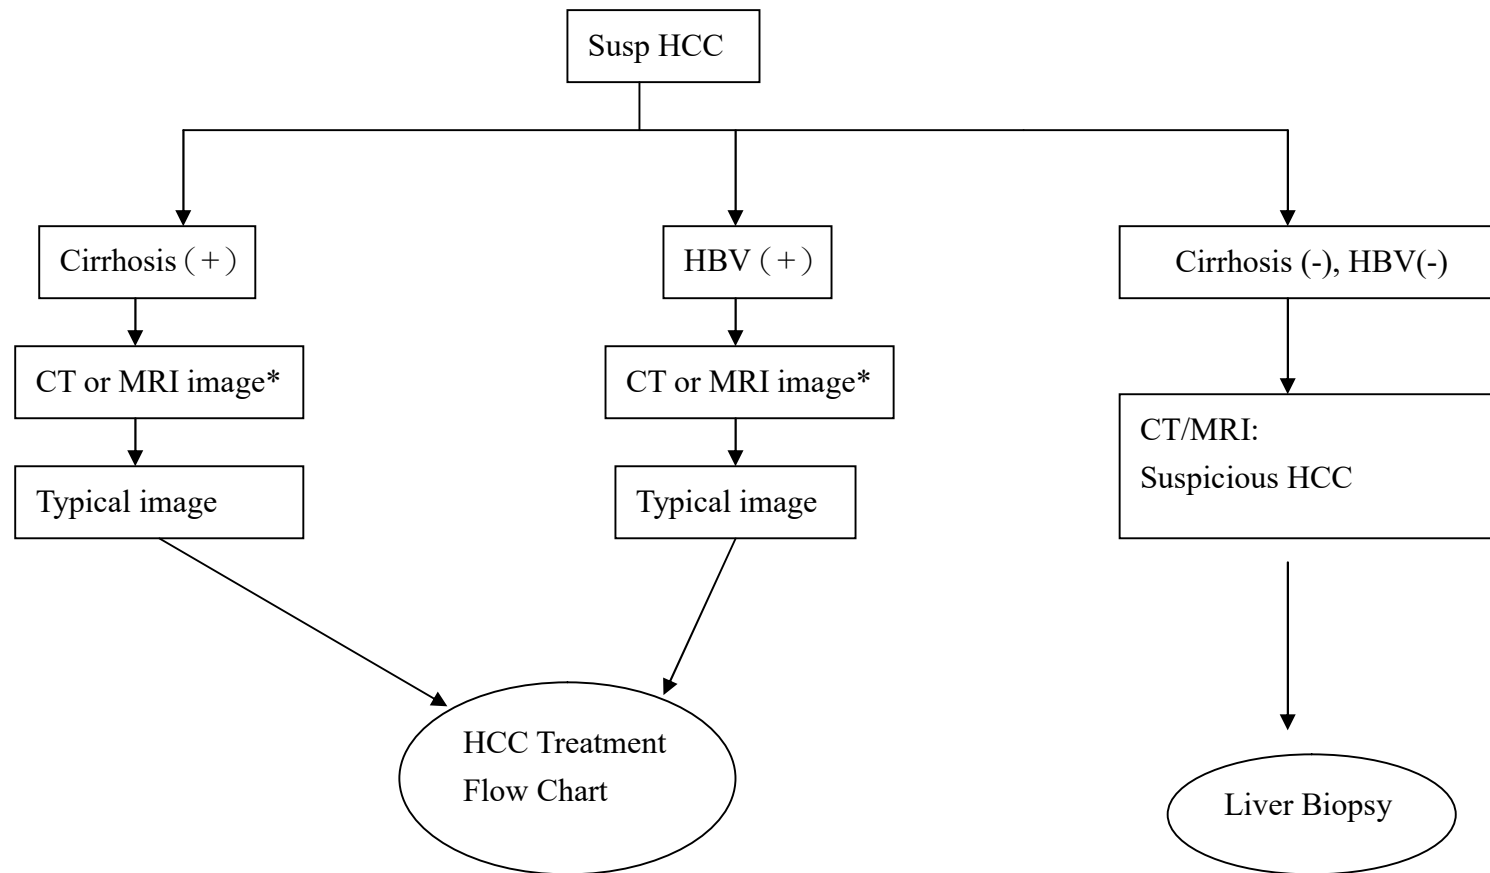 Susp HCC
Cirrhosis（+）
HBV（+）
Cirrhosis (-), HBV(-)
CT or MRI image*
CT or MRI image*
CT/MRI:
Suspicious HCC
Typical image
Typical image
HCC Treatment
Flow Chart
Liver Biopsy